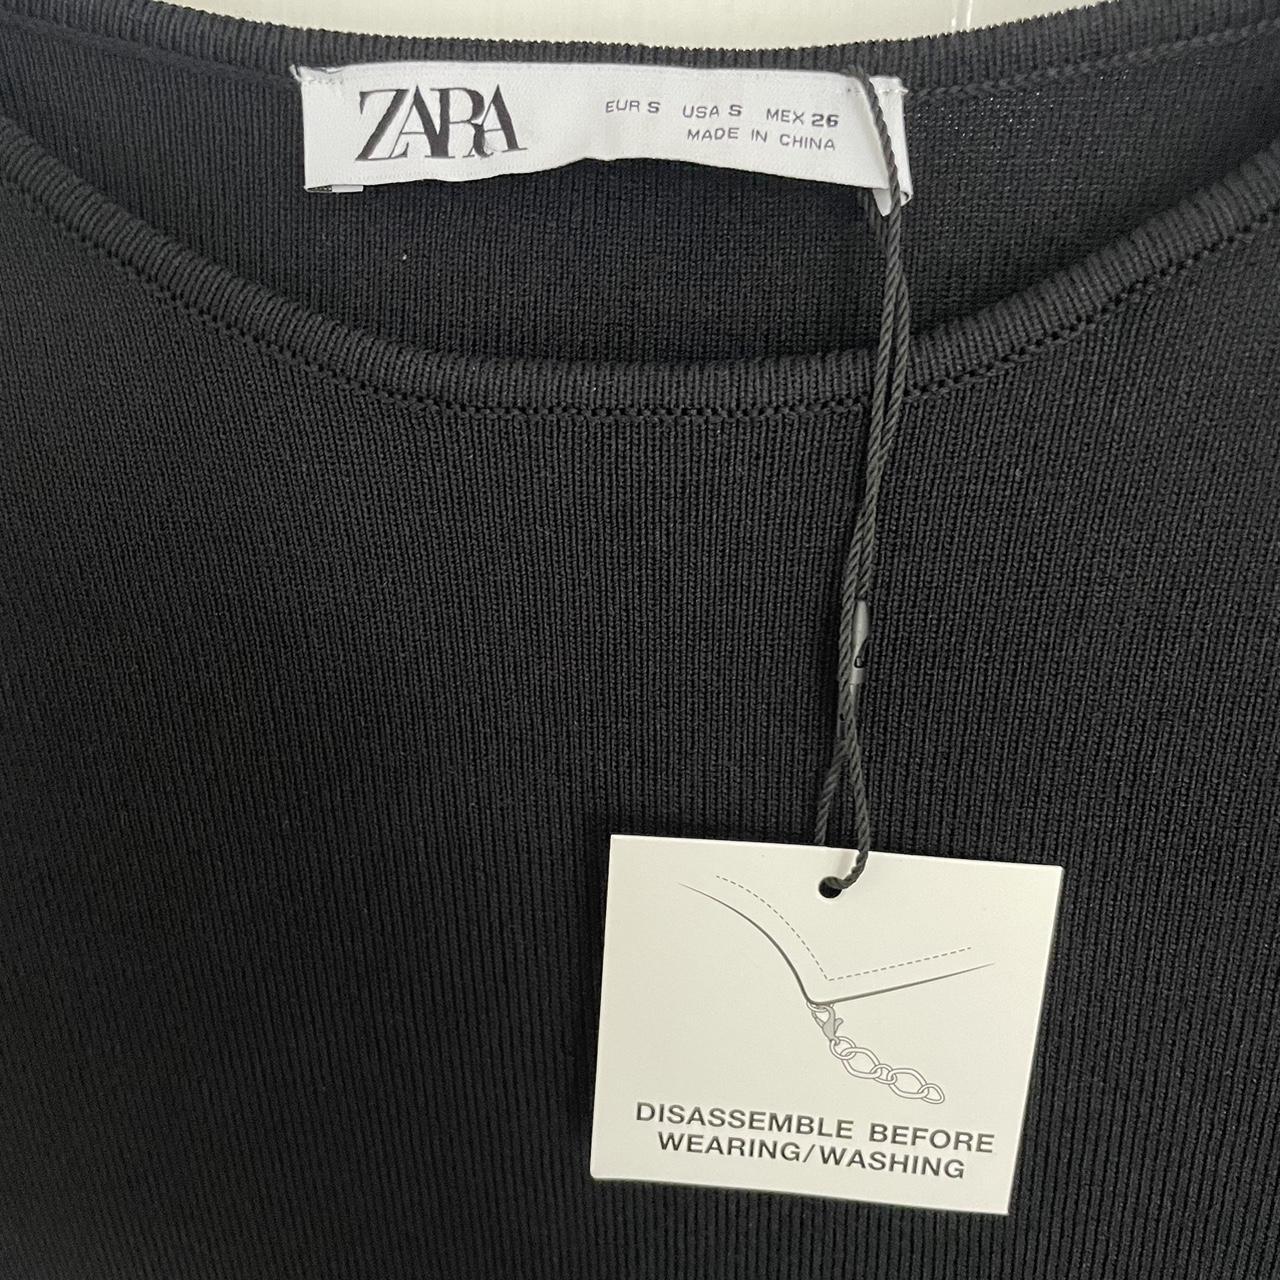 ZARA
EUR S USA S MEX 26
MADE IN CHINA
DISASSEMBLE BEFORE
WEARING/WASHING